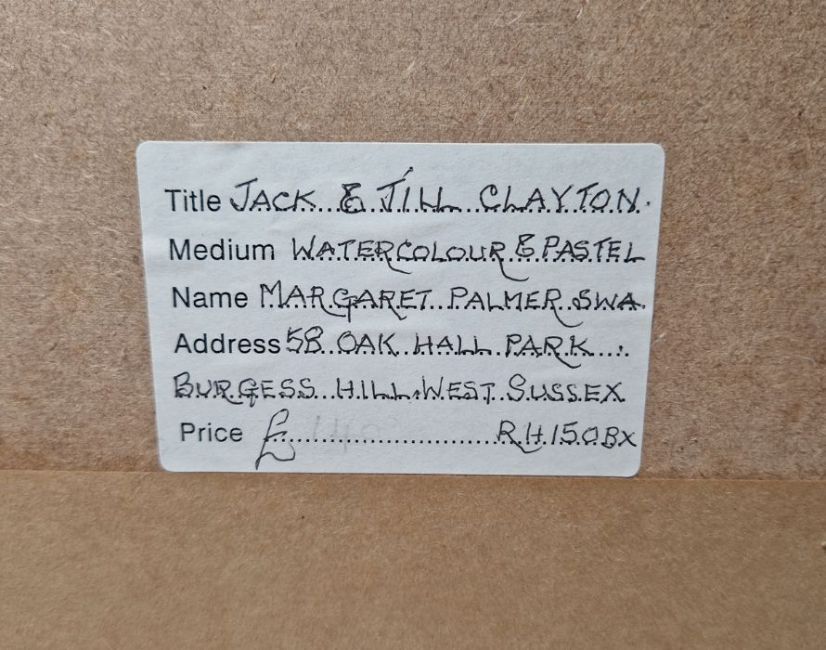 Title JACK & JILL CLAYTON.
Medium WATERCOLOUR & PASTEL
Name MARGARET PALMER SWA.
Address 58 OAK HALL PARK
BURGESS HILL. WEST SUSSEX
Price £ RH15 0BX